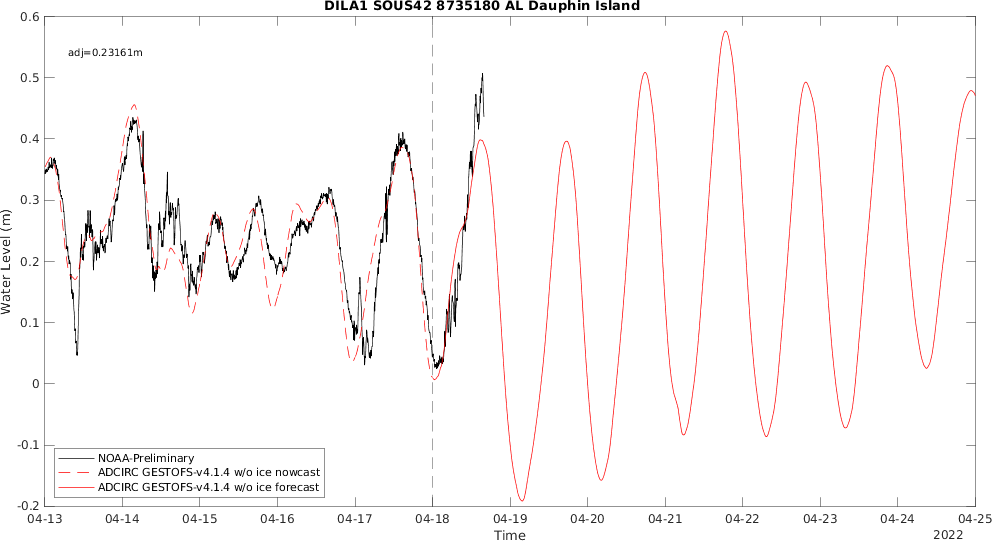 DILA1 SOUS42 8735180 AL Dauphin Island
adj=0.23161m
0.6
0.5
0.4
0.3
0.2
0.1
0
-0.1
-0.2
Water Level (m)
NOAA-Preliminary
ADCIRC GESTOFS-v4.1.4 w/o ice nowcast
ADCIRC GESTOFS-v4.1.4 w/o ice forecast
04-13 04-14 04-15 04-16 04-17 04-18 04-19 04-20 04-21 04-22 04-23 04-24 04-25
Time
2022